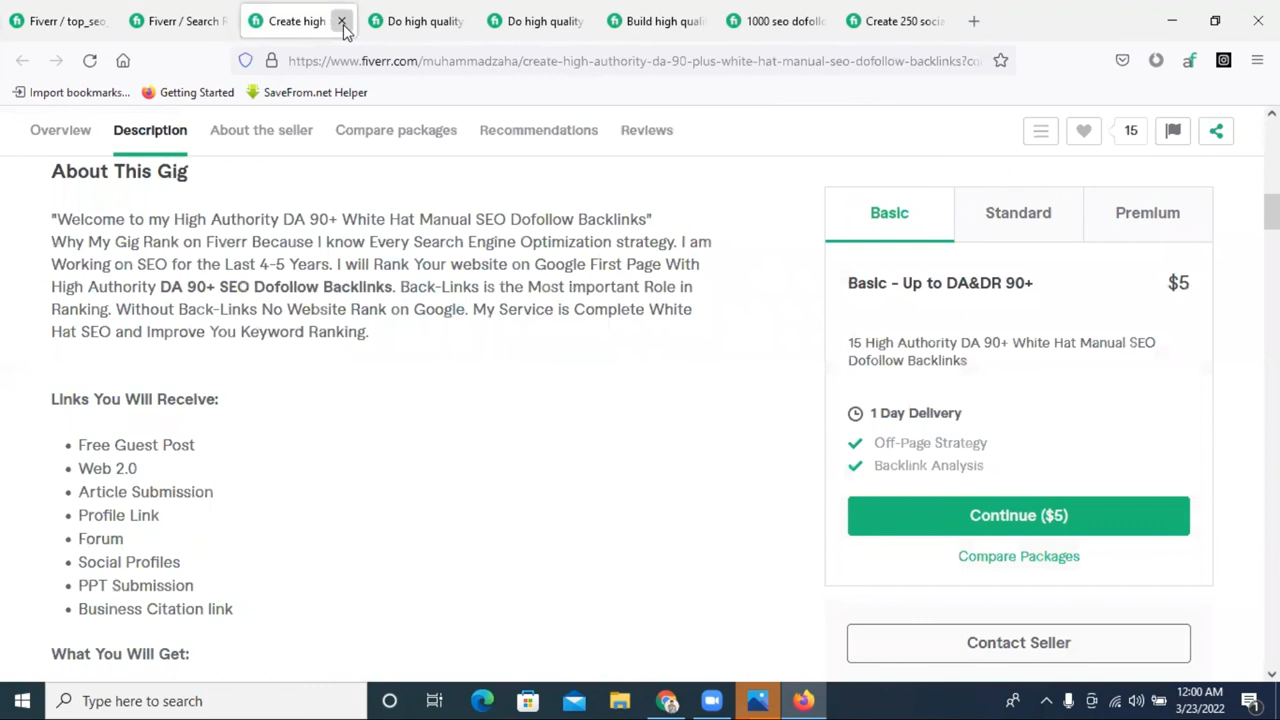 Fiverr / top_seo_
Fiverr / Search R
Create high
Do high quality
Do high quality
Build high quali
1000 seo dofollo
Create 250 socia
https://www.fiverr.com/muhammadzaha/create-high-authority-da-90-plus-white-hat-manual-seo-dofollow-backlinks?co
Import bookmarks...
Getting Started
SaveFrom.net Helper
Overview
Description
About the seller
Compare packages
Recommendations
Reviews
15
About This Gig
"Welcome to my High Authority DA 90+ White Hat Manual SEO Dofollow Backlinks"
Why My Gig Rank on Fiverr Because I know Every Search Engine Optimization strategy. I am
Working on SEO for the Last 4-5 Years. I will Rank Your website on Google First Page With
High Authority DA 90+ SEO Dofollow Backlinks. Back-Links is the Most important Role in
Ranking. Without Back-Links No Website Rank on Google. My Service is Complete White
Hat SEO and Improve You Keyword Ranking.
Links You Will Receive:
Free Guest Post
Web 2.0
Article Submission
Profile Link
Forum
Social Profiles
PPT Submission
Business Citation link
What You Will Get:
Basic
Standard
Premium
Basic - Up to DA&DR 90+
$5
15 High Authority DA 90+ White Hat Manual SEO
Dofollow Backlinks
1 Day Delivery
Off-Page Strategy
Backlink Analysis
Continue ($5)
Compare Packages
Contact Seller
Type here to search
12:00 AM
3/23/2022